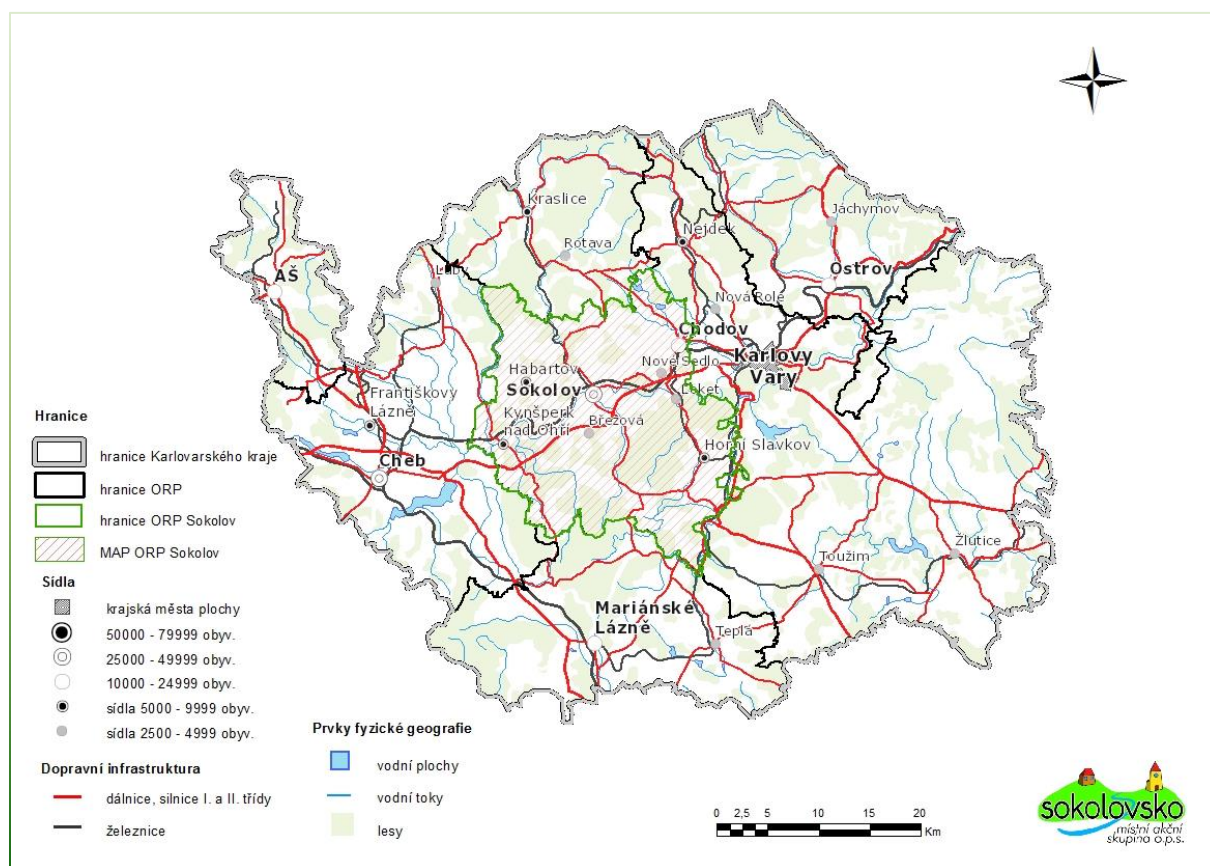 Kraslice
Rotava
Nejdek
Jáchymov
Ostrov
Aš
Luby
Nová Role
Chodov
Karlovy
Vary
Nové Sedlo
Habartov
Sokolov
Loket
Františkovy
Lázně
Kynšperk
nad Ohří
Březová
Horní Slavkov
Cheb
Toužim
Žlutice
Mariánské
Lázně
Teplá
Hranice
hranice Karlovarského kraje
hranice ORP
hranice ORP Sokolov
MAP ORP Sokolov
Sídla
krajská města plochy
50000 - 79999 obyv.
25000 - 49999 obyv.
10000 - 24999 obyv.
sídla 5000 - 9999 obyv.
sídla 2500 - 4999 obyv.
Dopravní infrastruktura
dálnice, silnice I. a II. třídy
železnice
Prvky fyzické geografie
vodní plochy
vodní toky
lesy
0 2,5 5 10 15 20
Km
sokolovsko
místní akční
skupina o.p.s.